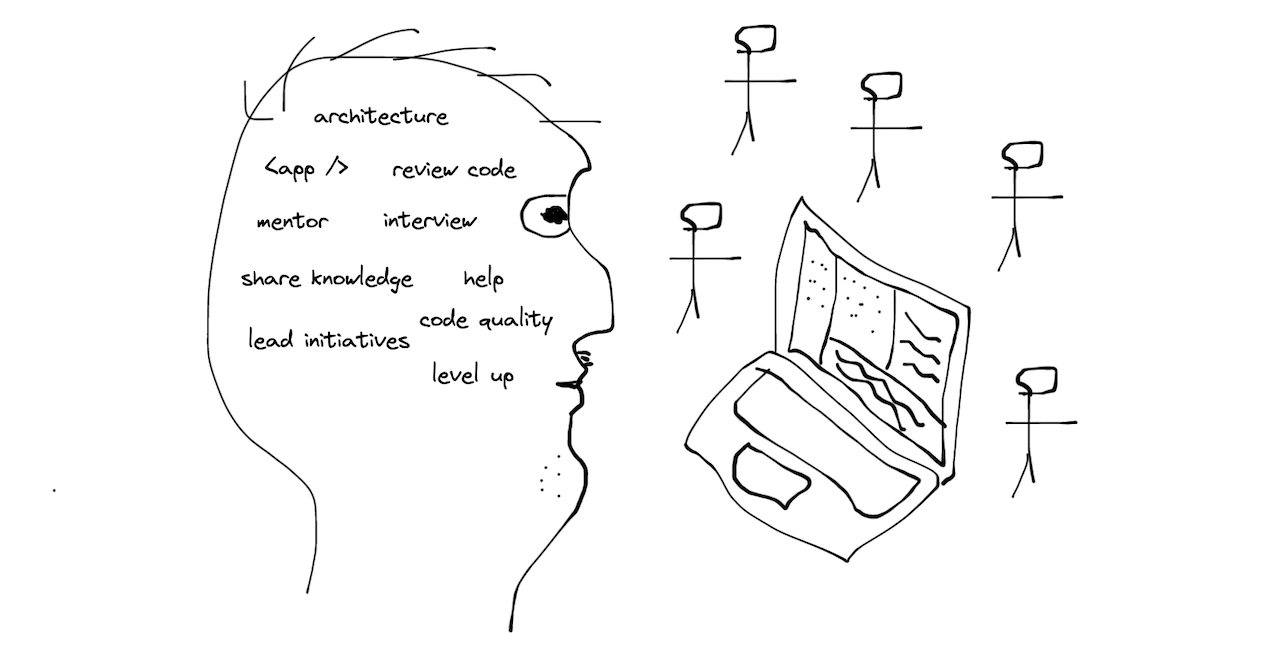 architecture
<app /> review code
mentor interview
share knowledge help
code quality
lead initiatives
level up